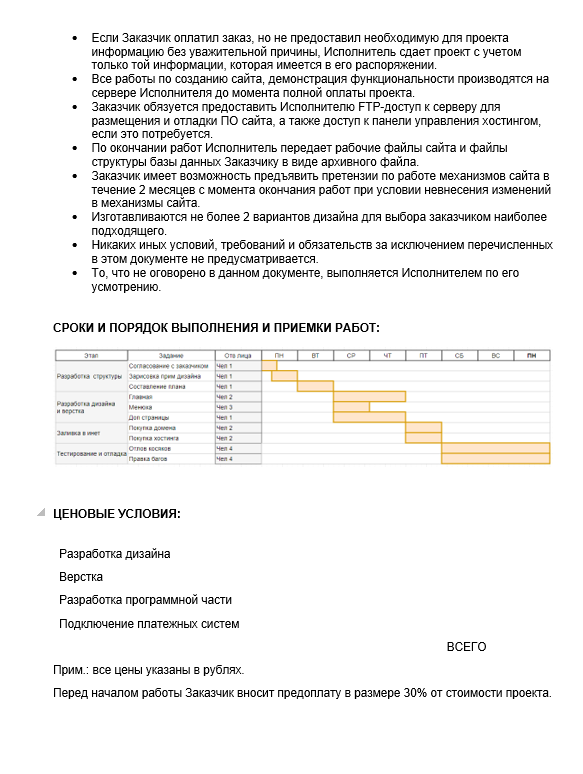 • Если Заказчик оплатил заказ, но не предоставил необходимую для проекта
информацию без уважительной причины, Исполнитель сдает проект с учетом
только той информации, которая имеется в его распоряжении.
• Все работы по созданию сайта, демонстрация функциональности производятся на
сервере Исполнителя до момента полной оплаты проекта.
• Заказчик обязуется предоставить Исполнителю FTP-доступ к серверу для
размещения и отладки ПО сайта, а также доступ к панели управления хостингом,
если это потребуется.
• По окончании работ Исполнитель передает рабочие файлы сайта и файлы
структуры базы данных Заказчику в виде архивного файла.
• Заказчик имеет возможность предъявить претензии по работе механизмов сайта в
течение 2 месяцев с момента окончания работ при условии невнесения изменений
в механизмы сайта.
• Изготавливаются не более 2 вариантов дизайна для выбора заказчиком наиболее
подходящего.
• Никаких иных условий, требований и обязательств за исключением перечисленных
в этом документе не предусматривается.
• То, что не оговорено в данном документе, выполняется Исполнителем по его
усмотрению.
СРОКИ И ПОРЯДОК ВЫПОЛНЕНИЯ И ПРИЕМКИ РАБОТ:
Этап Задание Отв лица ПН ВТ СР ЧТ ПТ СБ ВС ПН
Разработка структуры
Согласование с заказчиком Чел 1
Зарисовка прим дизайна Чел 1
Составление плана Чел 1
Разработка дизайна
и верстка
Главная Чел 2
Менюха Чел 3
Доп страницы Чел 1
Заливка в инет
Покупка домена Чел 2
Покупка хостинга Чел 2
Тестирование и отладка
Отлов косяков Чел 4
Правка багов Чел 4
ЦЕНОВЫЕ УСЛОВИЯ:
Разработка дизайна
Верстка
Разработка программной части
Подключение платежных систем
ВСЕГО
Прим.: все цены указаны в рублях.
Перед началом работы Заказчик вносит предоплату в размере 30% от стоимости проекта.